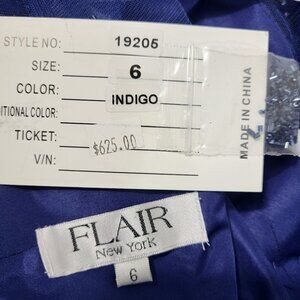 STYLE NO: 19205
SIZE: 6
COLOR: INDIGO
ITIONAL COLOR:
TICKET: $625.00
V/N:
MADE IN CHINA
FLAIR
New York
6